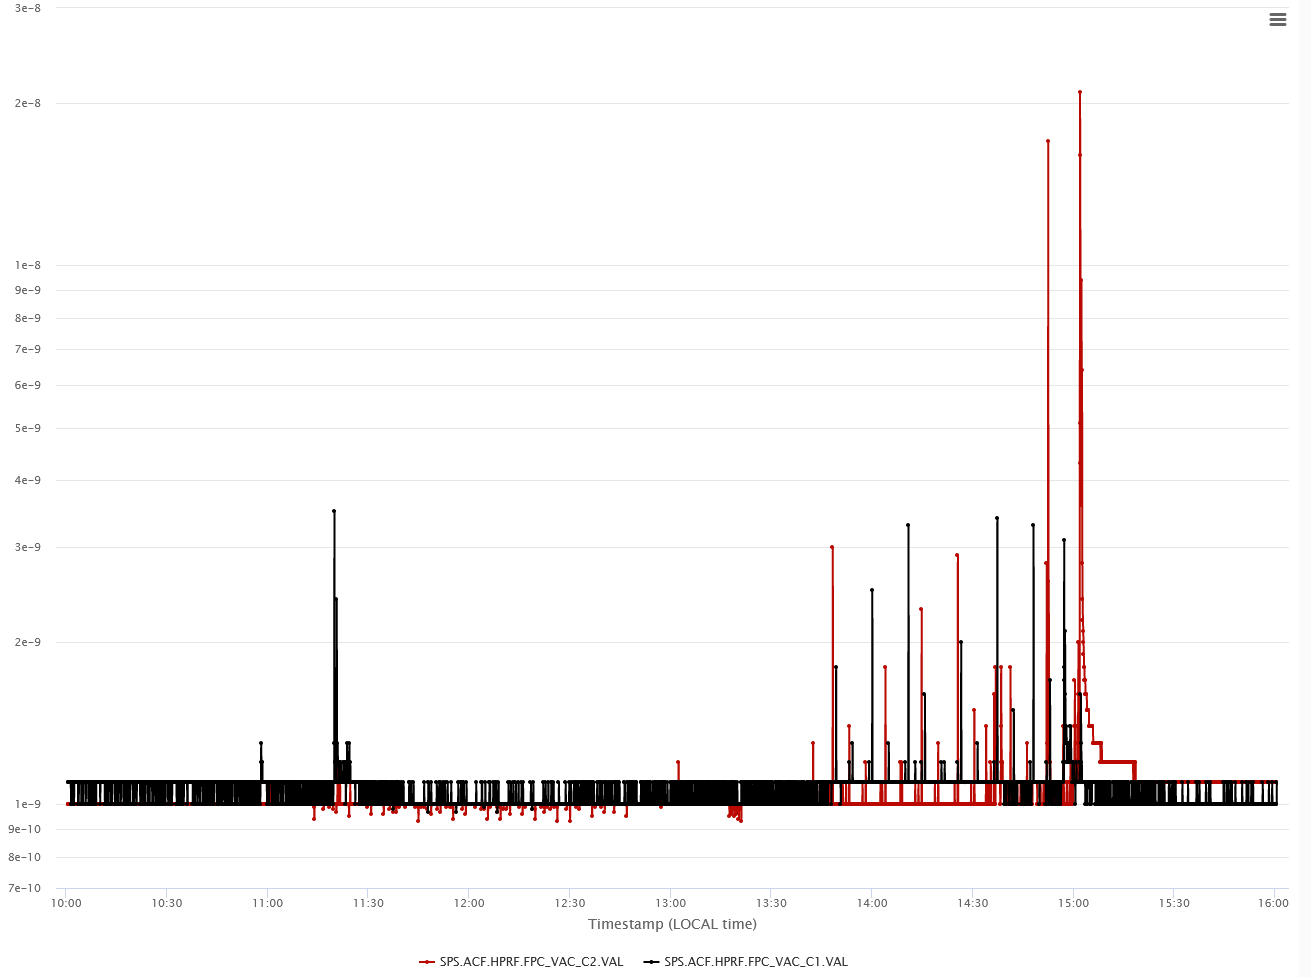 3e-8
2e-8
1e-8
9e-9
8e-9
7e-9
6e-9
5e-9
4e-9
3e-9
2e-9
1e-9
9e-10
8e-10
7e-10
10:00 10:30 11:00 11:30 12:00 12:30 13:00 13:30 14:00 14:30 15:00 15:30 16:00
Timestamp (LOCAL time)
SPS.ACF.HPRF.FPC_VAC_C2.VAL SPS.ACF.HPRF.FPC_VAC_C1.VAL